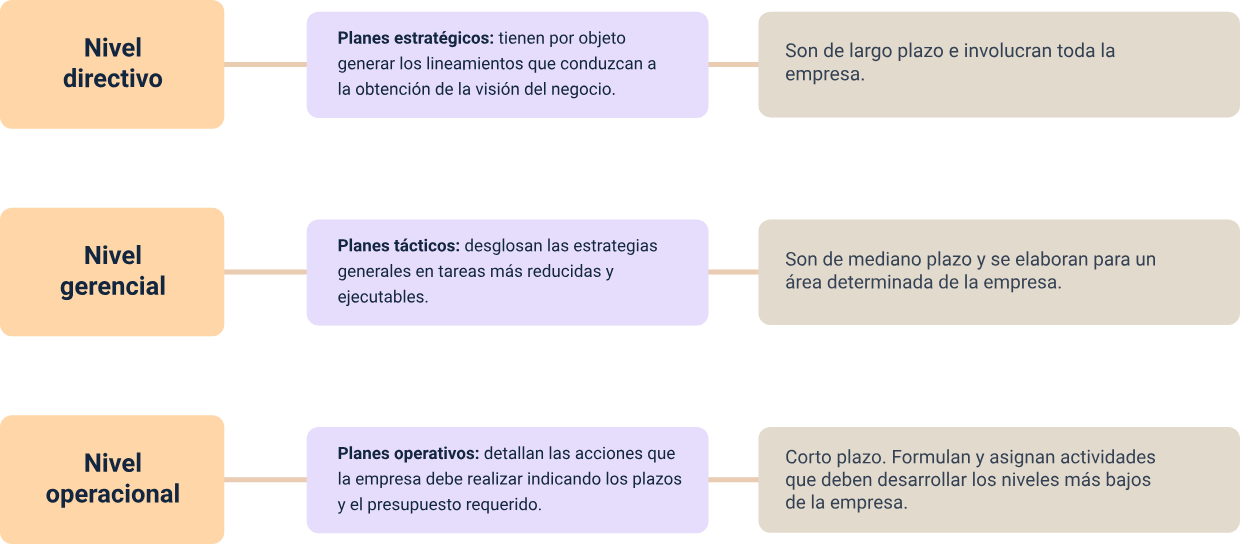 Nivel
directivo
Planes estratégicos: tienen por objeto
generar los lineamientos que conduzcan a
la obtención de la visión del negocio.
Son de largo plazo e involucran toda la
empresa.
Nivel
gerencial
Planes tácticos: desglosan las estrategias
generales en tareas más reducidas y
ejecutables.
Son de mediano plazo y se elaboran para un
área determinada de la empresa.
Nivel
operacional
Planes operativos: detallan las acciones que
la empresa debe realizar indicando los plazos
y el presupuesto requerido.
Corto plazo. Formulan y asignan actividades
que deben desarrollar los niveles más bajos
de la empresa.